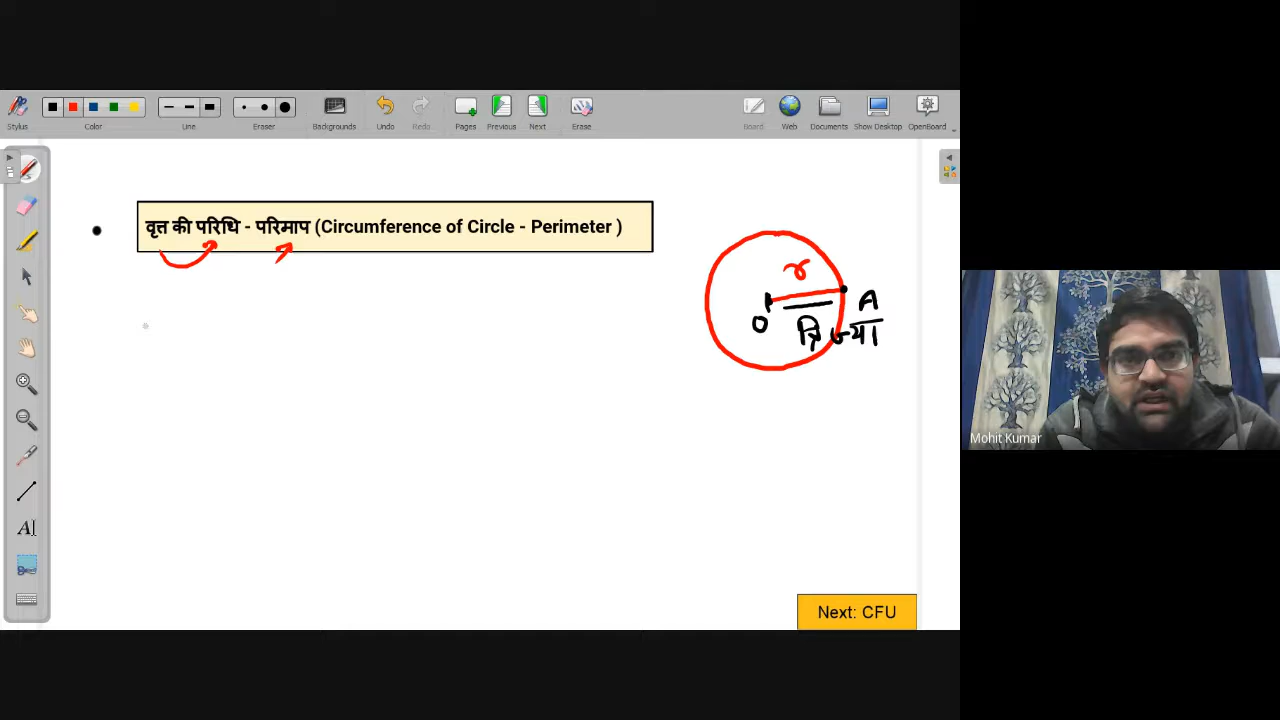 Stylus Color Line Eraser Backgrounds Undo Redo Pages Previous Next Erase Board Web Documents Show Desktop OpenBoard
वृत्त की परिधि - परिमाप (Circumference of Circle - Perimeter )
r
O A
त्रिज्या
A
Mohit Kumar
Next: CFU